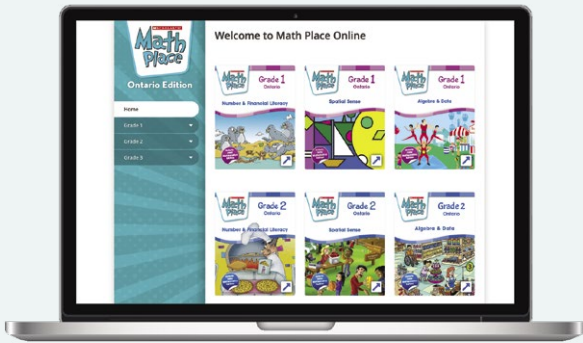 SCHOLASTIC
Math
Place
Ontario Edition
Home
Grade 1
Grade 2
Grade 3
Welcome to Math Place Online
Math
Place
Grade 1
Ontario
Number & Financial Literacy
Math
Place
Grade 1
Ontario
Spatial Sense
Math
Place
Grade 1
Ontario
Algebra & Data
Math
Place
Grade 2
Ontario
Number & Financial Literacy
Math
Place
Grade 2
Ontario
Spatial Sense
Math
Place
Grade 2
Ontario
Algebra & Data